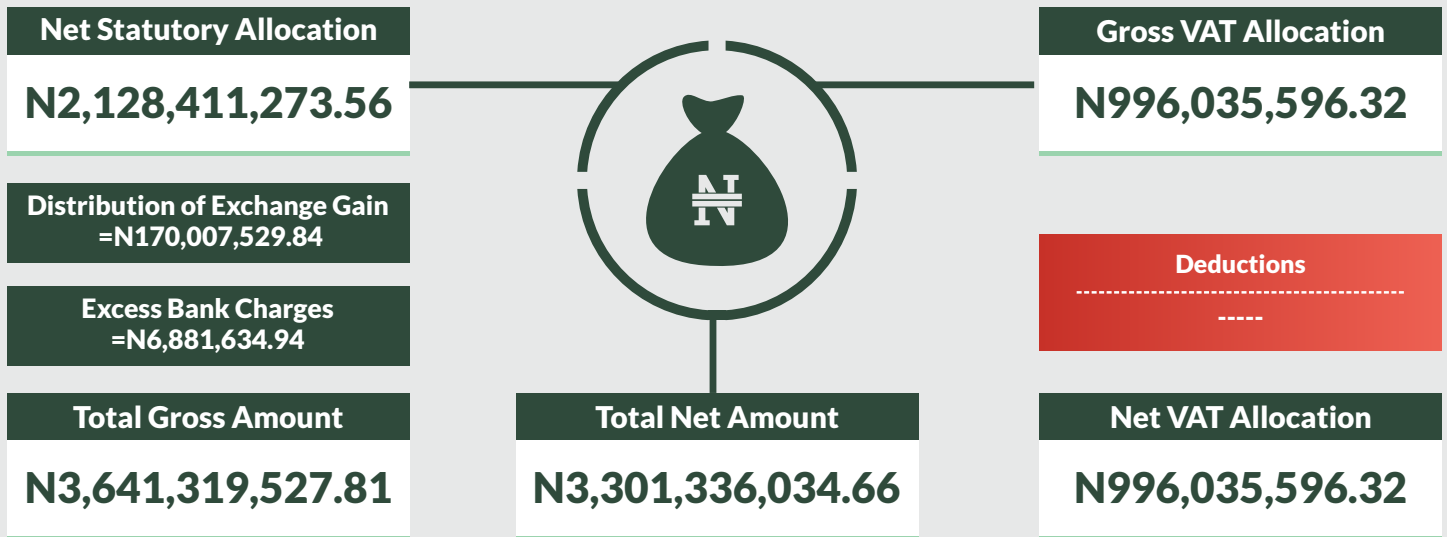 Net Statutory Allocation
N2,128,411,273.56
Distribution of Exchange Gain
=N170,007,529.84
Excess Bank Charges
=N6,881,634.94
Total Gross Amount
N3,641,319,527.81
₦
Total Net Amount
N3,301,336,034.66
Gross VAT Allocation
N996,035,596.32
Deductions
--------------------------------------------
-----
Net VAT Allocation
N996,035,596.32